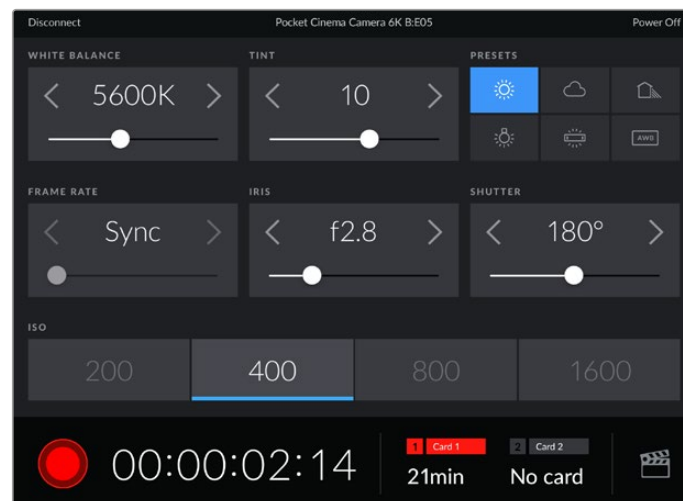 Disconnect Pocket Cinema Camera 6K B:E05 Power Off
WHITE BALANCE TINT PRESETS
5600K 10
AWB
FRAME RATE IRIS SHUTTER
Sync f2.8 180°
ISO
200 400 800 1600
1 Card 1 2 Card 2
00:00:02:14 21min No card